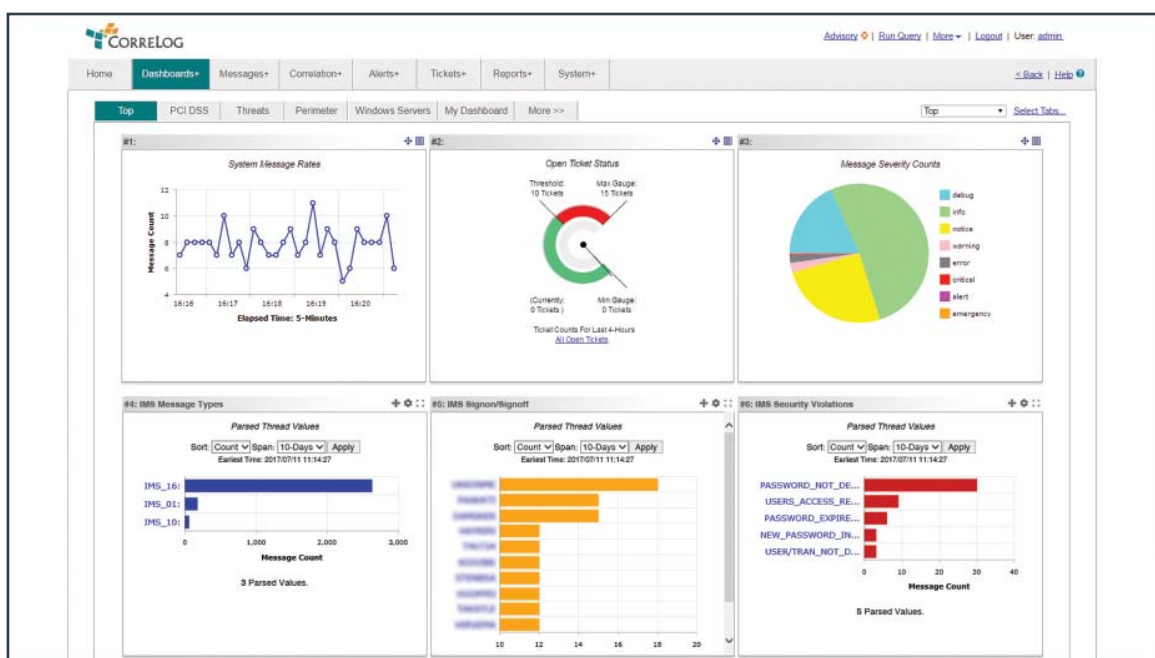 CORRELOG
Advisory | Run Query | More | Logout | User: admin
Home Dashboards+ Messages+ Correlation+ Alerts+ Tickets+ Reports+ System+ < Back | Help
Top PCI DSS Threats Perimeter Windows Servers My Dashboard More >> Top Select Tabs...
#1:
System Message Rates
Message Count
12
10
8
6
4
16:16 16:17 16:18 16:19 16:20
Elapsed Time: 5-Minutes
#2:
Open Ticket Status
Threshold: Max Gauge:
10 Tickets 15 Tickets
(Currently: Min Gauge:
0 Tickets ) 0 Tickets
Ticket Counts For Last 4-Hours
All Open Tickets
#3:
Message Severity Counts
debug
info
notice
warning
error
critical
alert
emergency
#4: IMS Message Types
Parsed Thread Values
Sort: Count Span: 10-Days Apply
Earliest Time: 2017/07/11 11:14:27
IMS_16:
IMS_01:
IMS_10:
0 1,000 2,000 3,000
Message Count
3 Parsed Values.
#5: IMS Signon/Signoff
Parsed Thread Values
Sort: Count Span: 10-Days Apply
Earliest Time: 2017/07/11 11:14:27
10 12 14 16 18 20
#6: IMS Security Violations
Parsed Thread Values
Sort: Count Span: 10-Days Apply
Earliest Time: 2017/07/11 11:14:27
PASSWORD_NOT_DE...
USERS_ACCESS_RE...
PASSWORD_EXPIRE...
NEW_PASSWORD_IN...
USER/TRAN_NOT_D...
0 10 20 30 40
Message Count
5 Parsed Values.